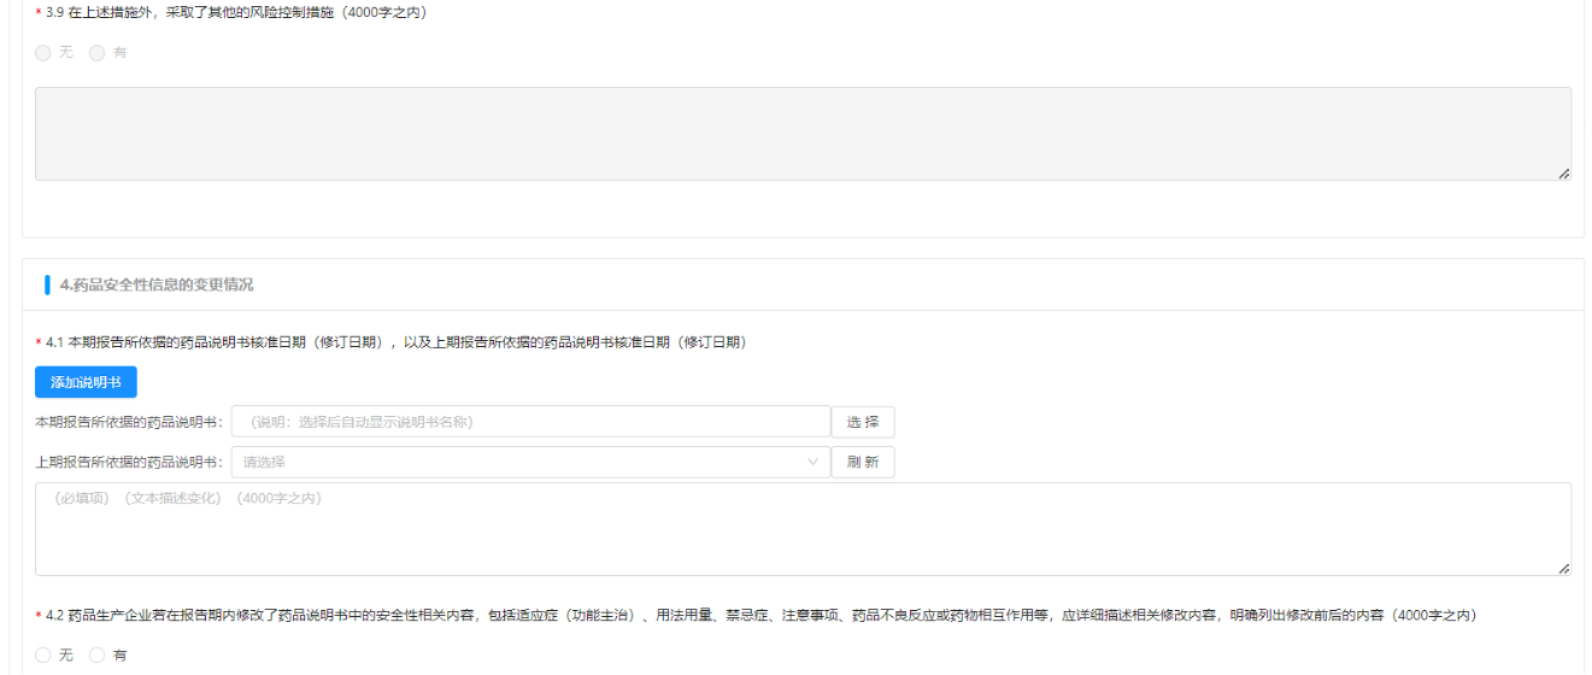 * 3.9 在上述措施外，采取了其他的风险控制措施（4000字之内）
无 有
4.药品安全性信息的变更情况
* 4.1 本期报告所依据的药品说明书核准日期（修订日期），以及上期报告所依据的药品说明书核准日期（修订日期）
添加说明书
本期报告所依据的药品说明书： （说明：选择后自动显示说明书名称） 选 择
上期报告所依据的药品说明书： 请选择 刷 新
（必填项）（文本描述变化）（4000字之内）
* 4.2 药品生产企业若在报告期内修改了药品说明书中的安全性相关内容，包括适应症（功能主治）、用法用量、禁忌症、注意事项、药品不良反应或药物相互作用等，应详细描述相关修改内容，明确列出修改前后的内容（4000字之内）
无 有